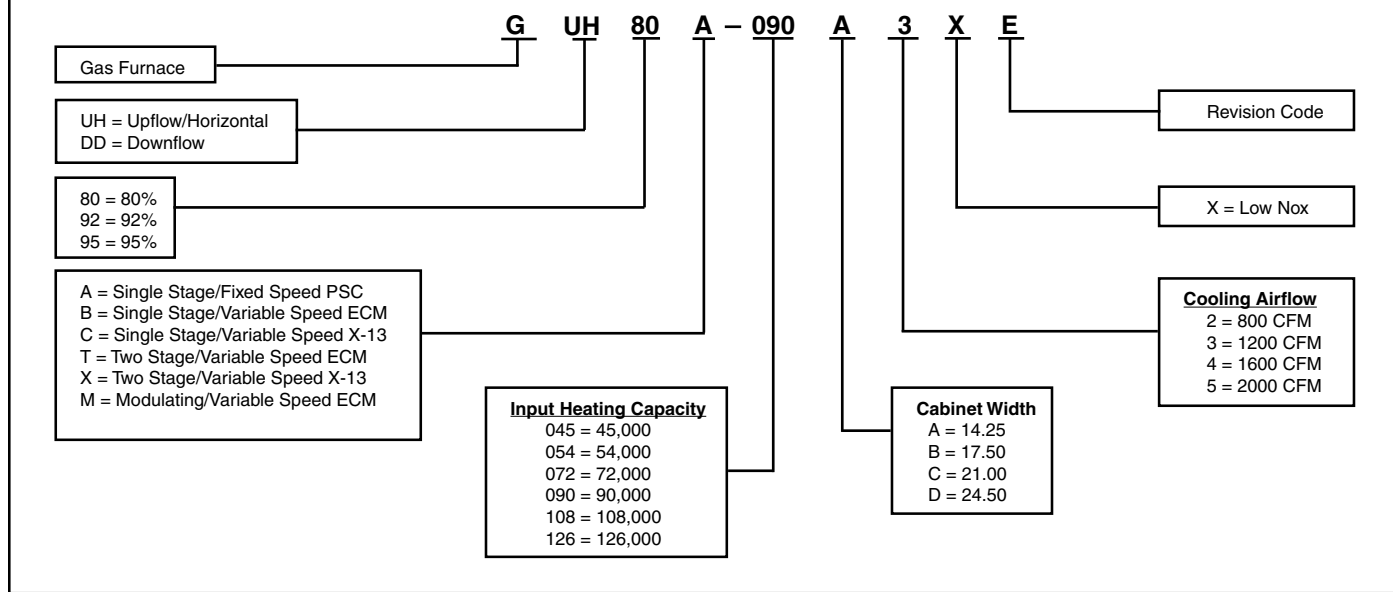 G UH 80 A – 090 A 3 X E
Gas Furnace
UH = Upflow/Horizontal
DD = Downflow
80 = 80%
92 = 92%
95 = 95%
A = Single Stage/Fixed Speed PSC
B = Single Stage/Variable Speed ECM
C = Single Stage/Variable Speed X-13
T = Two Stage/Variable Speed ECM
X = Two Stage/Variable Speed X-13
M = Modulating/Variable Speed ECM
Input Heating Capacity
045 = 45,000
054 = 54,000
072 = 72,000
090 = 90,000
108 = 108,000
126 = 126,000
Cabinet Width
A = 14.25
B = 17.50
C = 21.00
D = 24.50
Cooling Airflow
2 = 800 CFM
3 = 1200 CFM
4 = 1600 CFM
5 = 2000 CFM
X = Low Nox
Revision Code